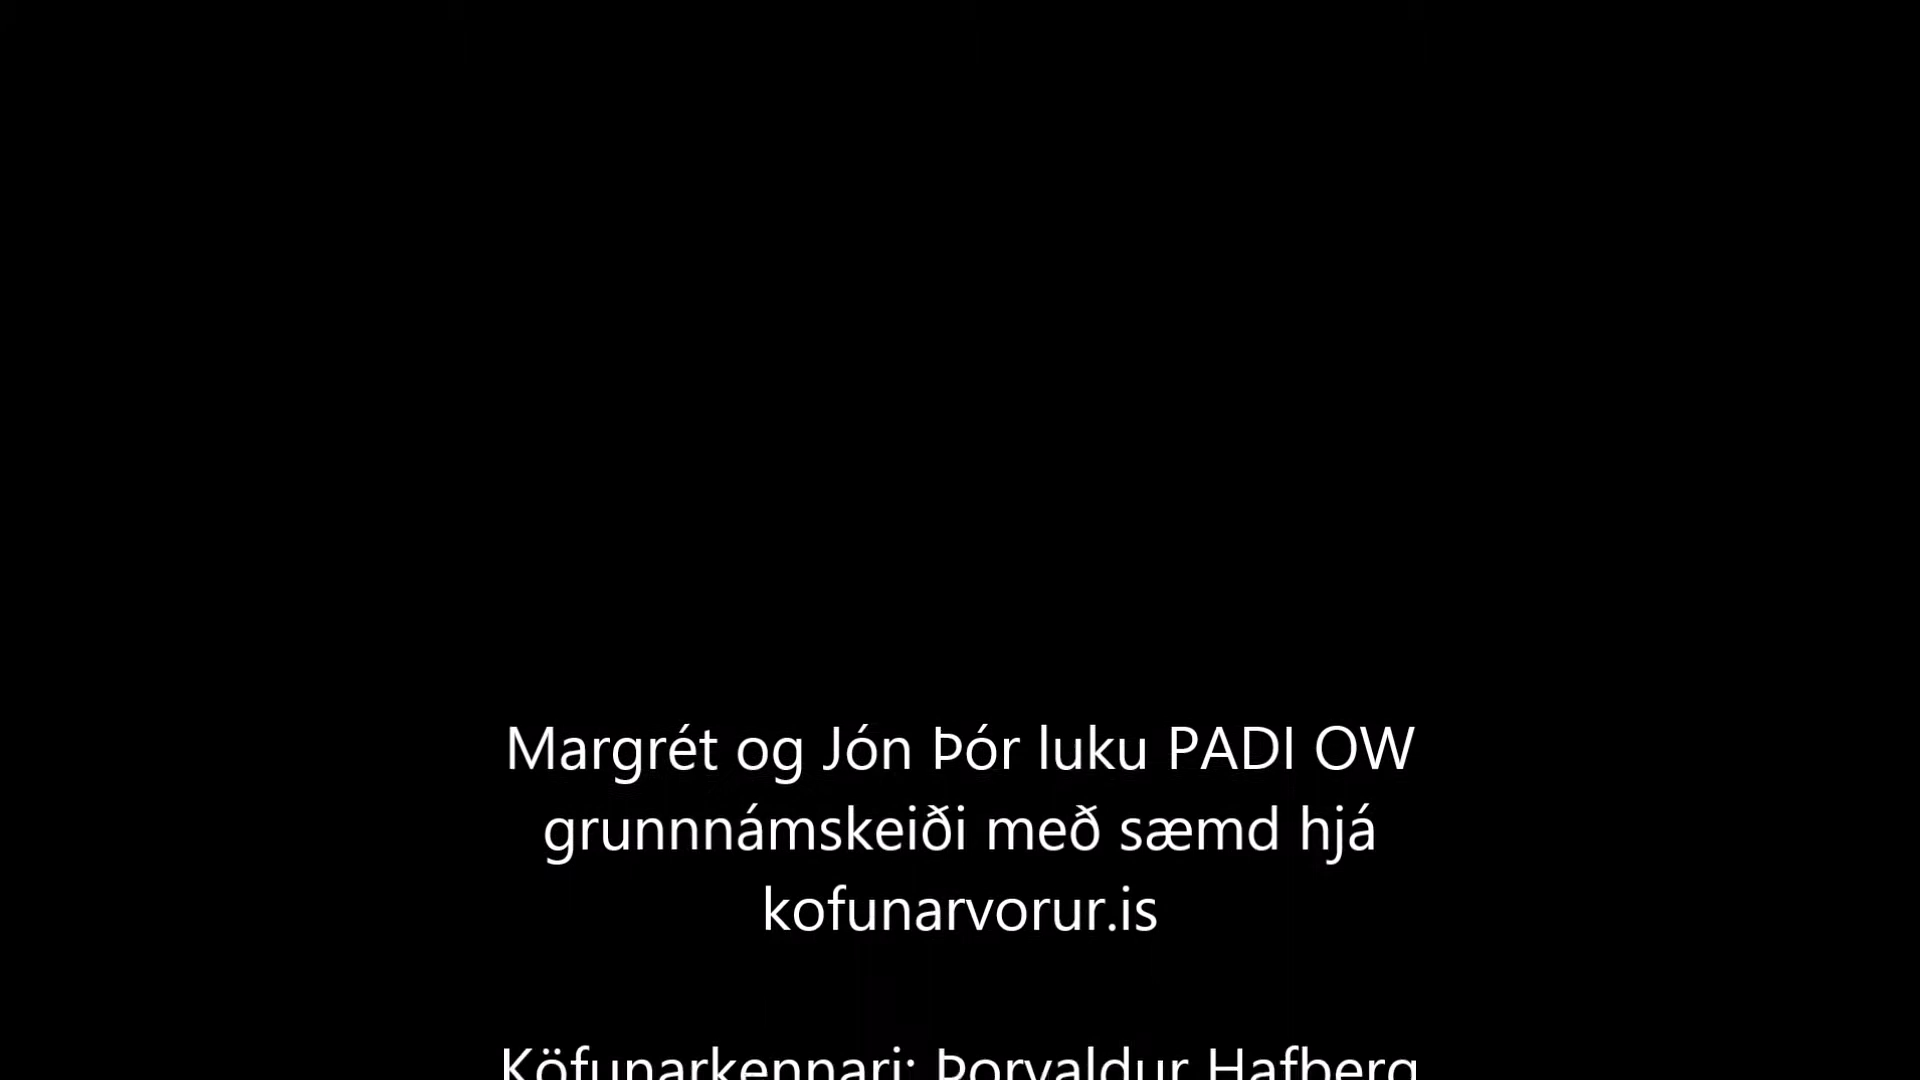 Margrét og Jón Þór luku PADI OW
grunnnámskeiði með sæmd hjá
kofunarvorur.is
Köfunarkennari: Þorvaldur Hafberg